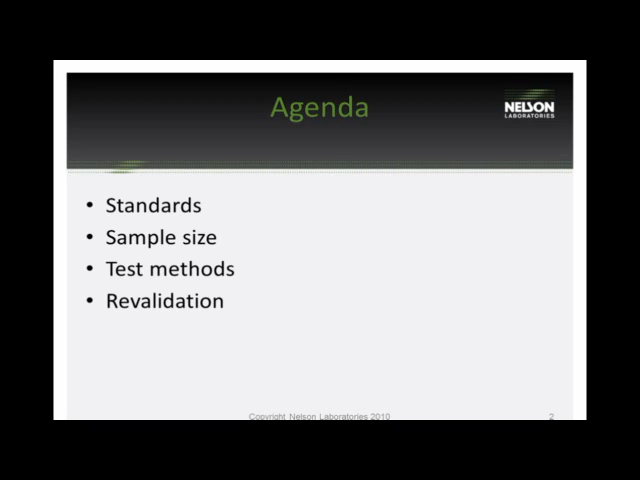 Agenda
NELSON
LABORATORIES
• Standards
• Sample size
• Test methods
• Revalidation
Copyright Nelson Laboratories 2010
2